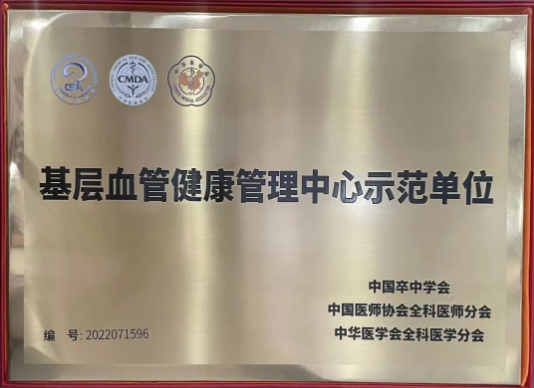 CMDA
基层血管健康管理中心示范单位
中国卒中学会
中国医师协会全科医师分会
中华医学会全科医学分会
编 号: 2022071596